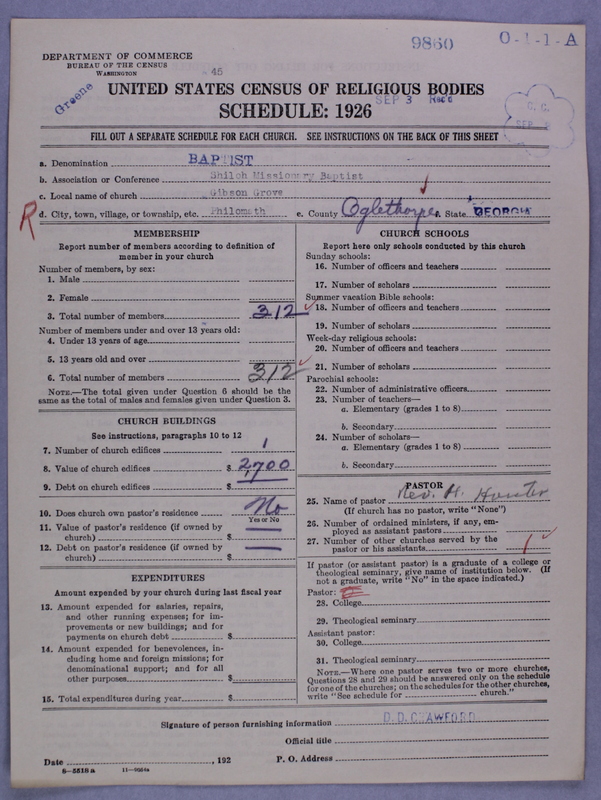 9860
O-1-1-A
DEPARTMENT OF COMMERCE
BUREAU OF THE CENSUS
WASHINGTON
45
Greene
UNITED STATES CENSUS OF RELIGIOUS BODIES
SCHEDULE: 1926
SEP 3 Rec'd
FILL OUT A SEPARATE SCHEDULE FOR EACH CHURCH. SEE INSTRUCTIONS ON THE BACK OF THIS SHEET
a. Denomination BAPTIST
b. Association or Conference Shiloh Missionary Baptist
c. Local name of church Gibson Grove
R d. City, town, village, or township, etc. Philomath e. County Oglethorpe f. State GEORGIA
MEMBERSHIP
Report number of members according to definition of
member in your church
Number of members, by sex:
1. Male
2. Female
3. Total number of members 312
Number of members under and over 13 years old:
4. Under 13 years of age
5. 13 years old and over
6. Total number of members 312
NOTE.—The total given under Question 6 should be the
same as the total of males and females given under Question 3.
CHURCH BUILDINGS
See instructions, paragraphs 10 to 12
7. Number of church edifices 1
8. Value of church edifices $ 2,700
9. Debt on church edifices $
10. Does church own pastor's residence No
Yes or No
11. Value of pastor's residence (if owned by
church) $
12. Debt on pastor's residence (if owned by
church) $
EXPENDITURES
Amount expended by your church during last fiscal year
13. Amount expended for salaries, repairs,
and other running expenses; for im-
provements or new buildings; and for
payments on church debt $
14. Amount expended for benevolences, in-
cluding home and foreign missions; for
denominational support; and for all
other purposes $
15. Total expenditures during year $
CHURCH SCHOOLS
Report here only schools conducted by this church
Sunday schools:
16. Number of officers and teachers
17. Number of scholars
Summer vacation Bible schools:
18. Number of officers and teachers
19. Number of scholars
Week-day religious schools:
20. Number of officers and teachers
21. Number of scholars
Parochial schools:
22. Number of administrative officers
23. Number of teachers—
a. Elementary (grades 1 to 8)
b. Secondary
24. Number of scholars—
a. Elementary (grades 1 to 8)
b. Secondary
PASTOR
25. Name of pastor Rev. H. Hunter
(If church has no pastor, write "None")
26. Number of ordained ministers, if any, em-
ployed as assistant pastors
27. Number of other churches served by the
pastor or his assistants 1
If pastor (or assistant pastor) is a graduate of a college or
theological seminary, give name of institution below. (If
not a graduate, write "No" in the space indicated.)
Pastor:
28. College
29. Theological seminary
Assistant pastor:
30. College
31. Theological seminary
NOTE.—Where one pastor serves two or more churches,
Questions 28 and 29 should be answered only on the schedule
for one of the churches; on the schedules for the other churches,
write "See schedule for church."
Signature of person furnishing information D. D. CRAWFORD
Official title
Date , 192 P. O. Address
8—5518 a